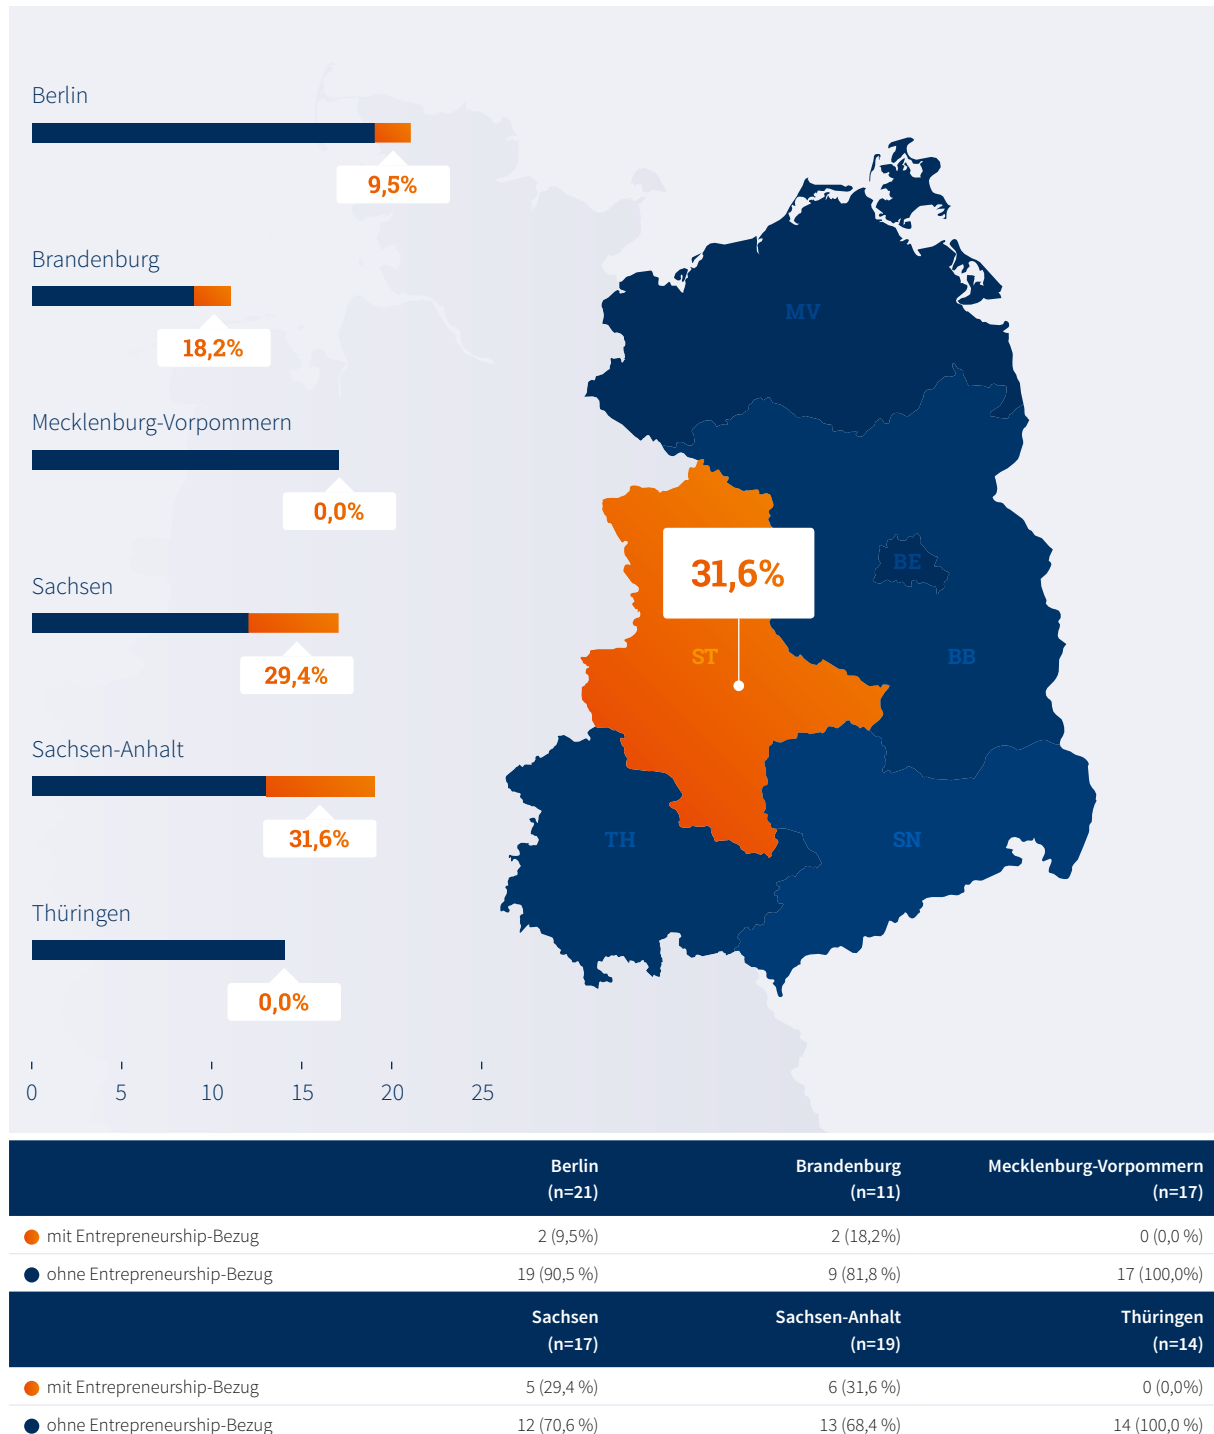 Berlin
9,5%
Brandenburg
18,2%
Mecklenburg-Vorpommern
0,0%
Sachsen
29,4%
Sachsen-Anhalt
31,6%
Thüringen
0,0%
0 5 10 15 20 25
MV
BE
31,6%
ST
BB
TH
SN
Berlin Brandenburg Mecklenburg-Vorpommern
(n=21) (n=11) (n=17)
mit Entrepreneurship-Bezug 2 (9,5%) 2 (18,2%) 0 (0,0 %)
ohne Entrepreneurship-Bezug 19 (90,5 %) 9 (81,8 %) 17 (100,0%)
Sachsen Sachsen-Anhalt Thüringen
(n=17) (n=19) (n=14)
mit Entrepreneurship-Bezug 5 (29,4 %) 6 (31,6 %) 0 (0,0%)
ohne Entrepreneurship-Bezug 12 (70,6 %) 13 (68,4 %) 14 (100,0 %)